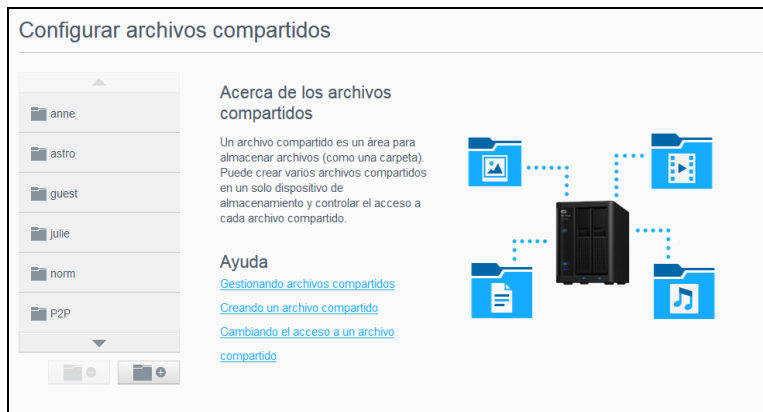 Configurar archivos compartidos
anne
astro
guest
julie
norm
P2P
Acerca de los archivos
compartidos
Un archivo compartido es un área para
almacenar archivos (como una carpeta).
Puede crear varios archivos compartidos
en un solo dispositivo de
almacenamiento y controlar el acceso a
cada archivo compartido.
Ayuda
Gestionando archivos compartidos
Creando un archivo compartido
Cambiando el acceso a un archivo
compartido